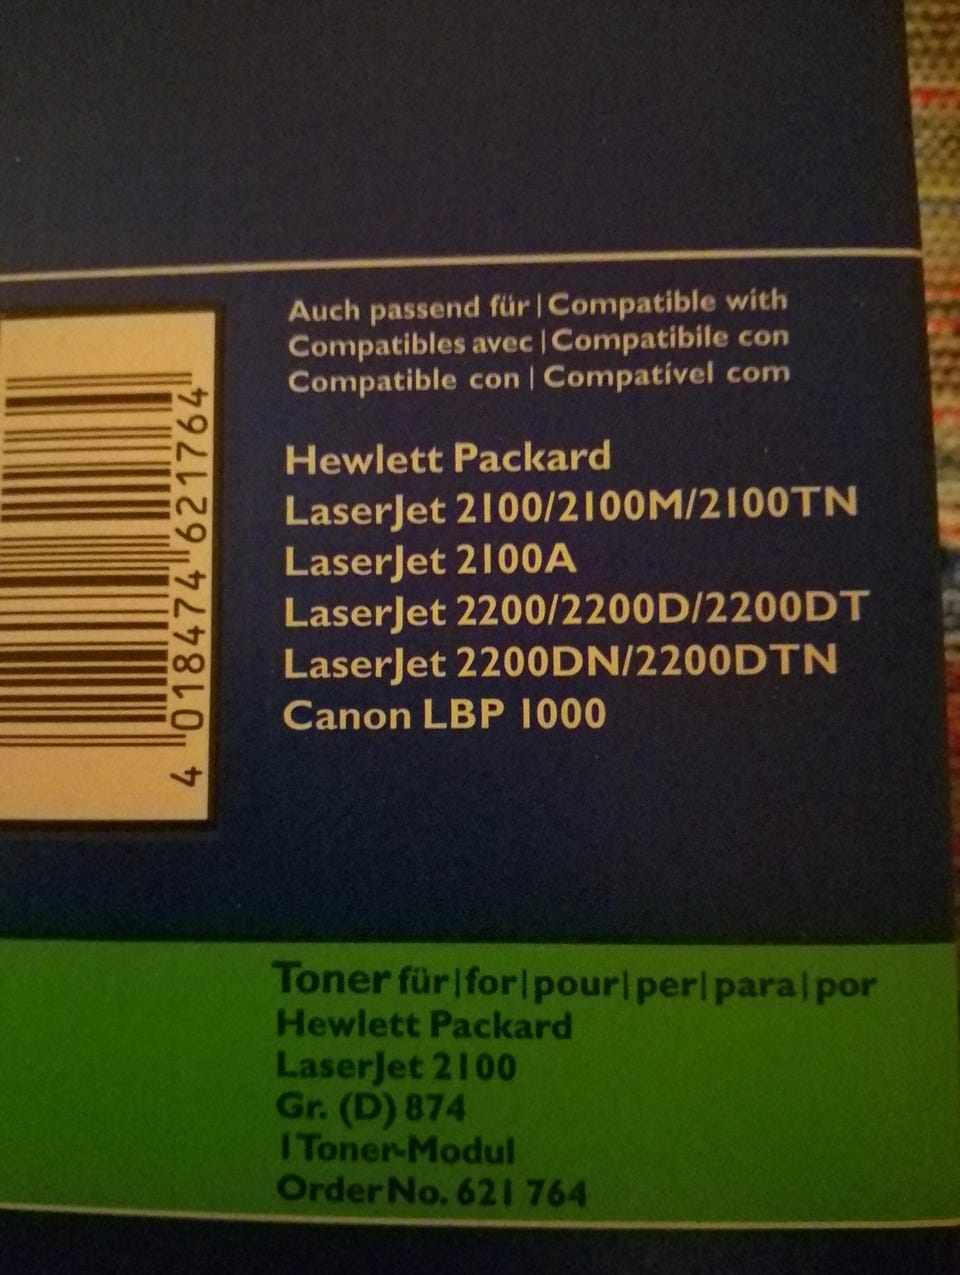 Auch passend für | Compatible with
Compatibles avec | Compatibile con
Compatible con | Compatível com
Hewlett Packard
LaserJet 2100/2100M/2100TN
LaserJet 2100A
LaserJet 2200/2200D/2200DT
LaserJet 2200DN/2200DTN
Canon LBP 1000
4 018474 621764
Toner für|for|pour|per|para|por
Hewlett Packard
LaserJet 2100
Gr. (D) 874
1 Toner-Modul
Order No. 621 764